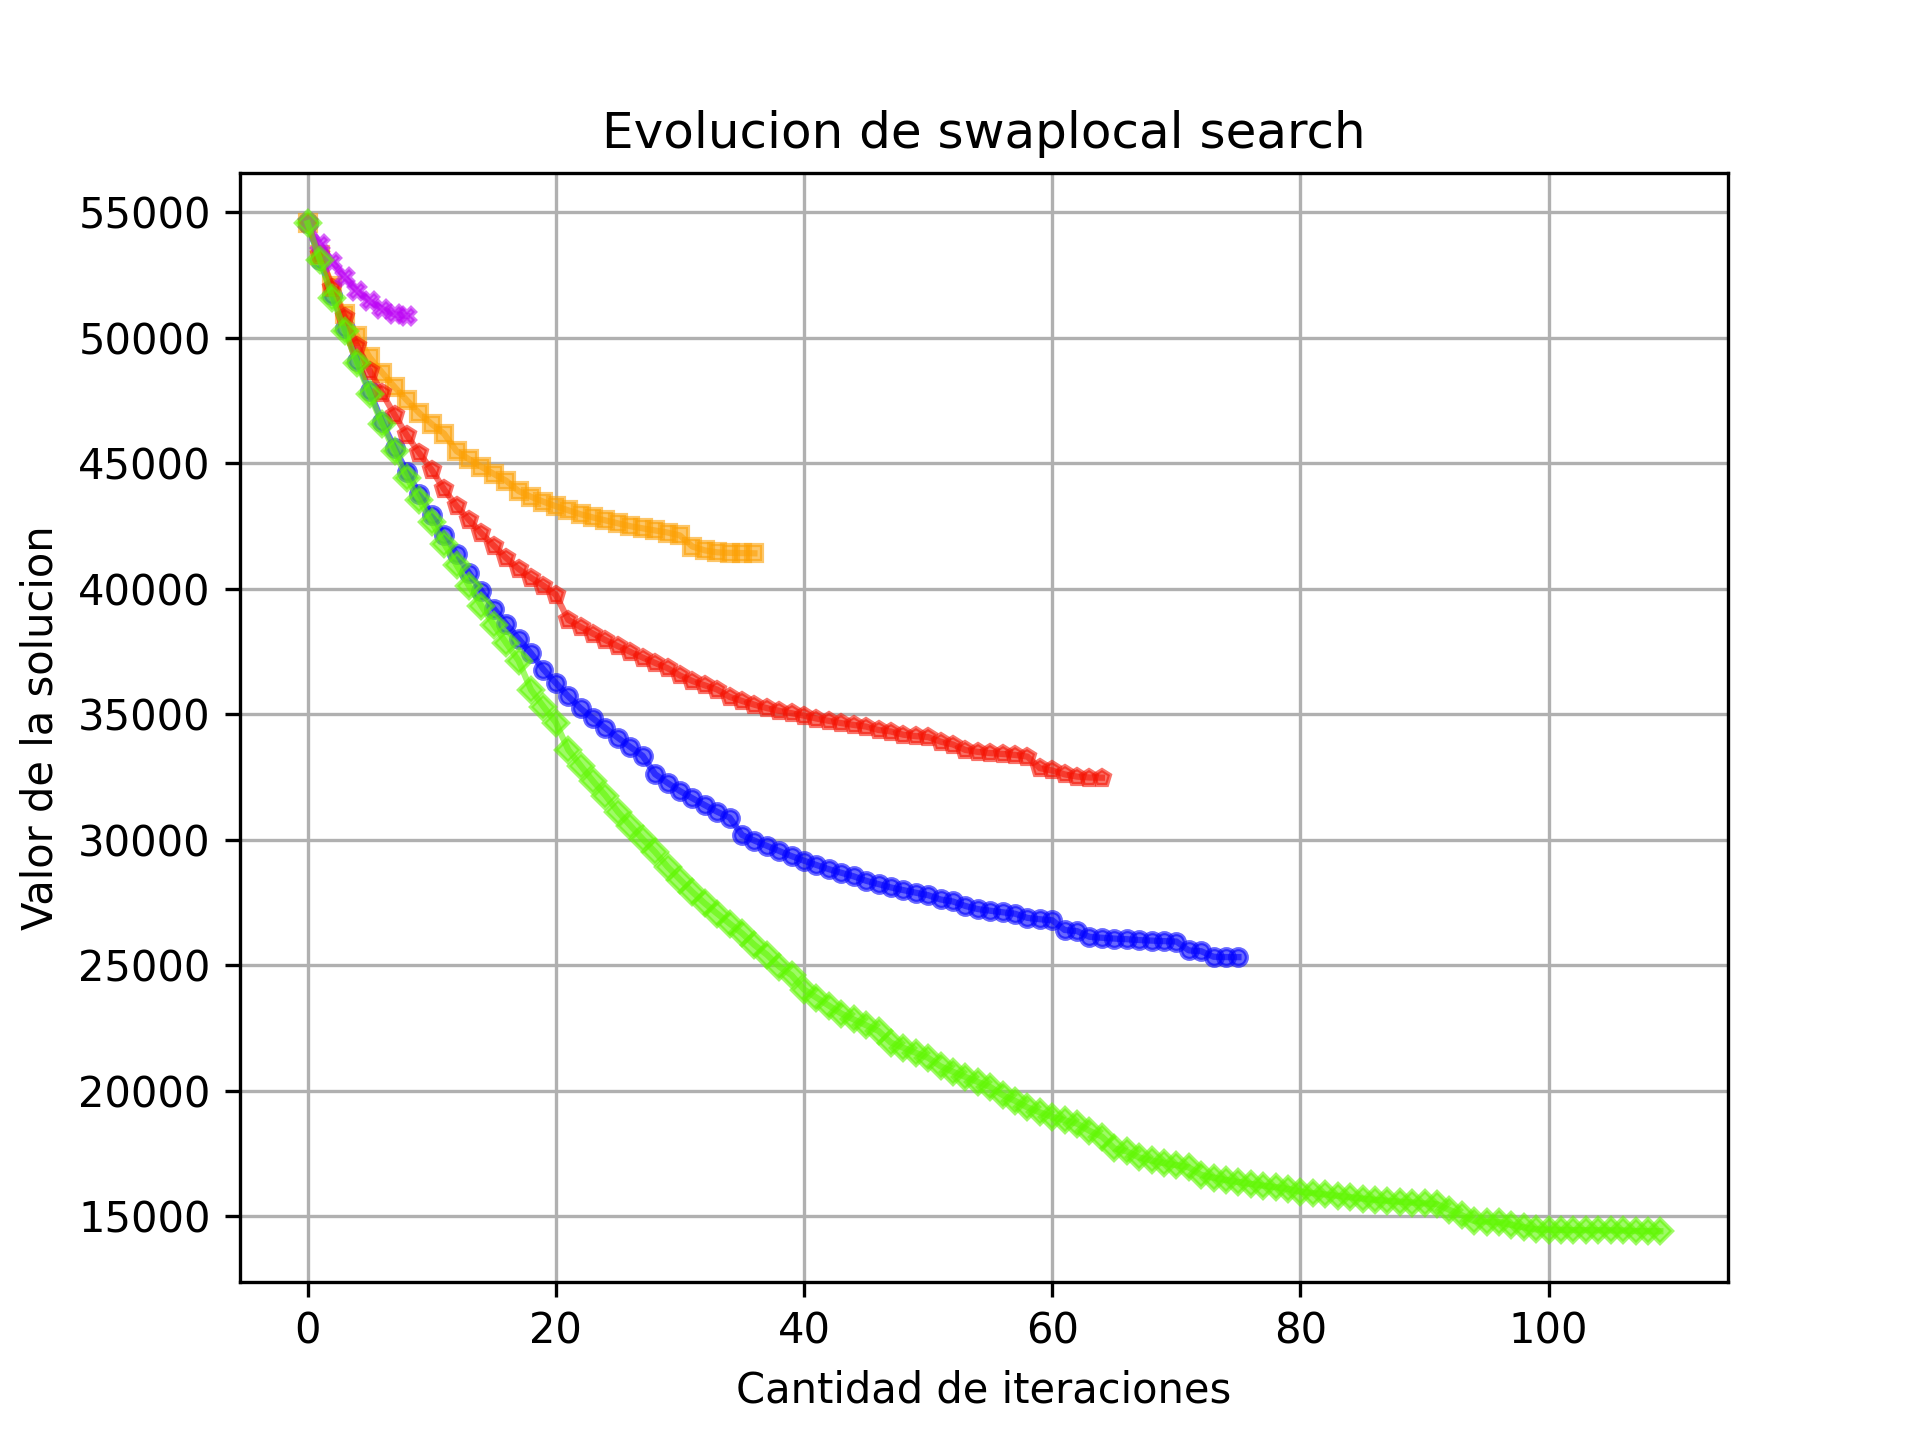 Evolucion de swaplocal search
Valor de la solucion
55000
50000
45000
40000
35000
30000
25000
20000
15000
0 20 40 60 80 100
Cantidad de iteraciones